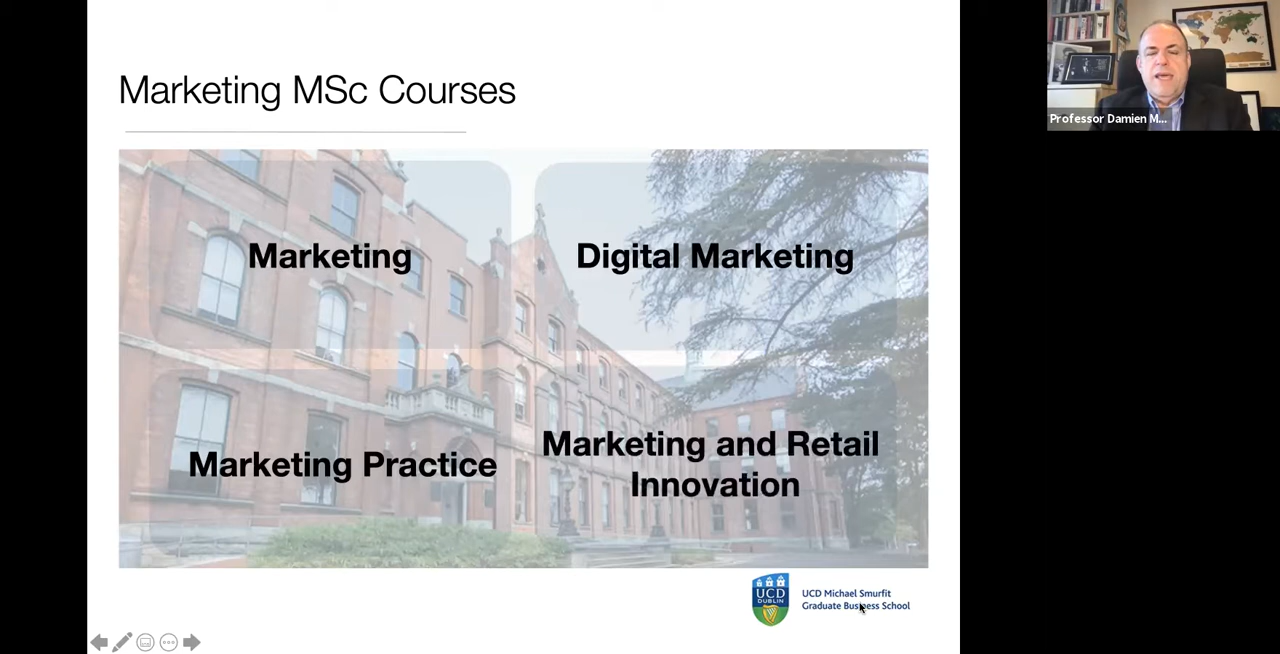 Marketing MSc Courses
Professor Damien M...
Marketing
Digital Marketing
Marketing Practice
Marketing and Retail
Innovation
UCD
DUBLIN
UCD Michael Smurfit
Graduate Business School